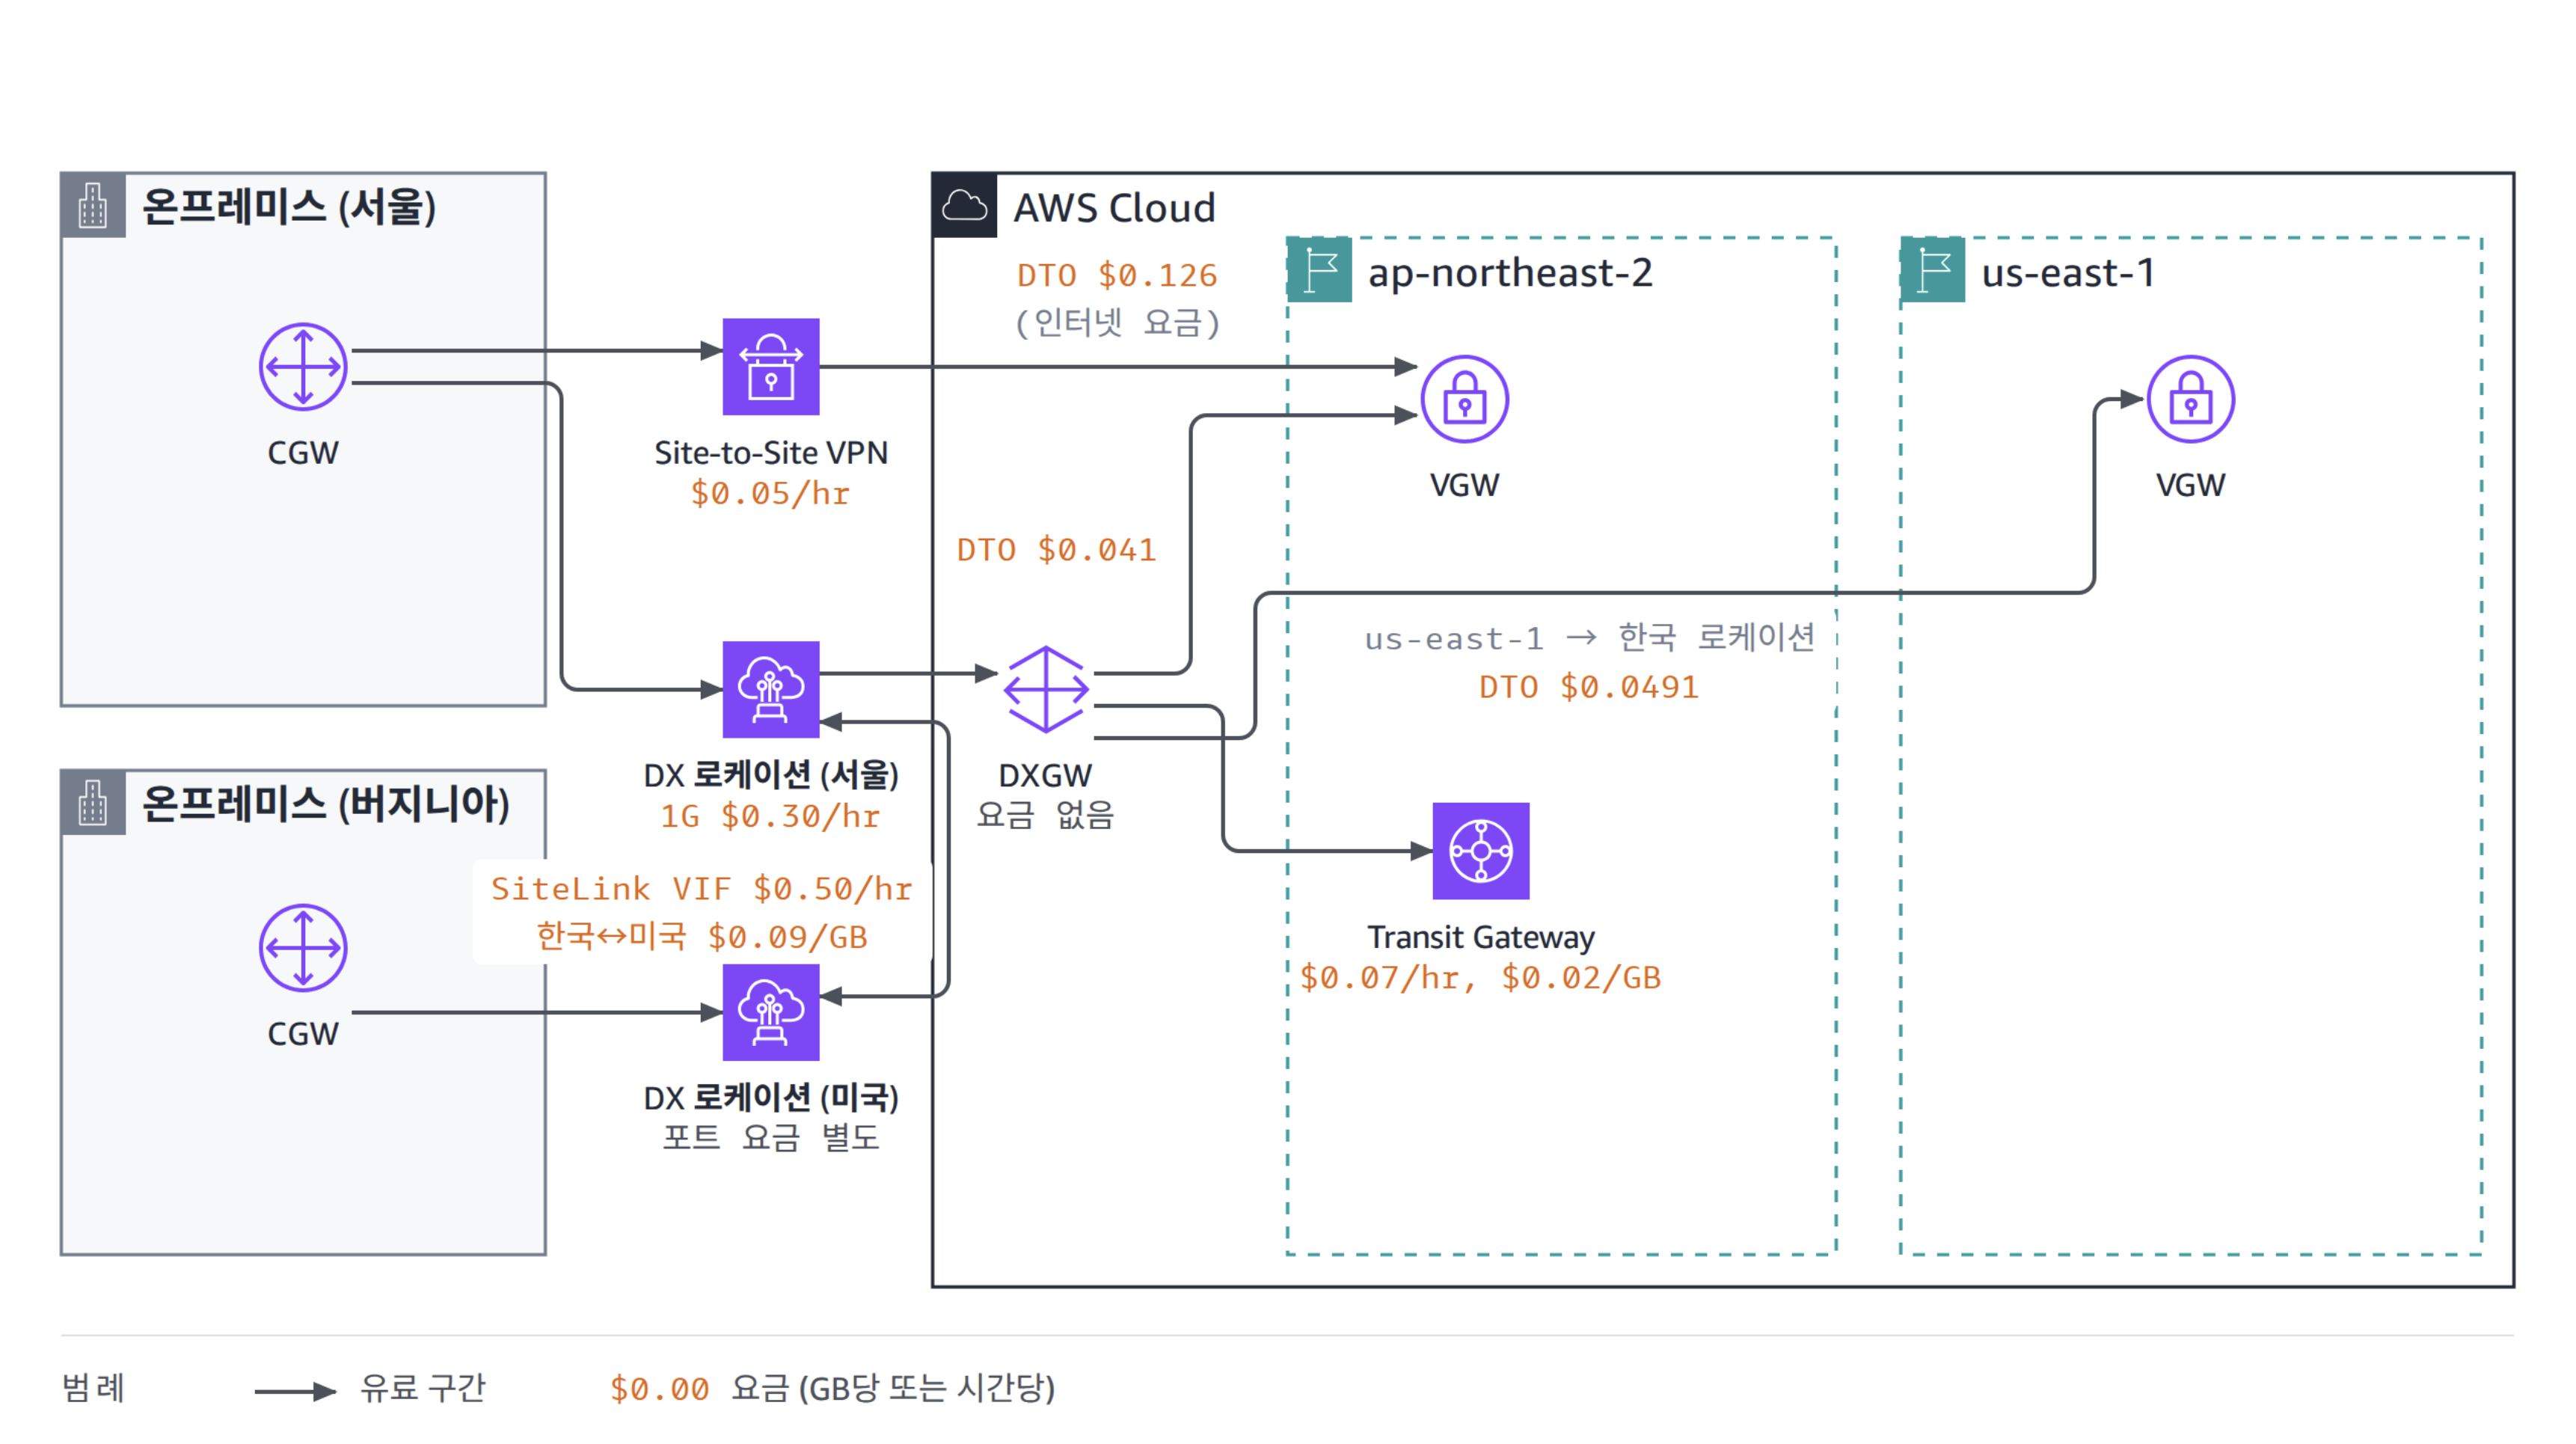 온프레미스 (서울)
CGW
Site-to-Site VPN
$0.05/hr
AWS Cloud
DTO $0.126
(인터넷 요금)
ap-northeast-2
VGW
us-east-1
VGW
DTO $0.041
us-east-1 → 한국 로케이션
DTO $0.0491
DX 로케이션 (서울)
1G $0.30/hr
DXGW
요금 없음
온프레미스 (버지니아)
CGW
SiteLink VIF $0.50/hr
한국↔미국 $0.09/GB
Transit Gateway
$0.07/hr, $0.02/GB
DX 로케이션 (미국)
포트 요금 별도
범례
유료 구간
$0.00 요금 (GB당 또는 시간당)